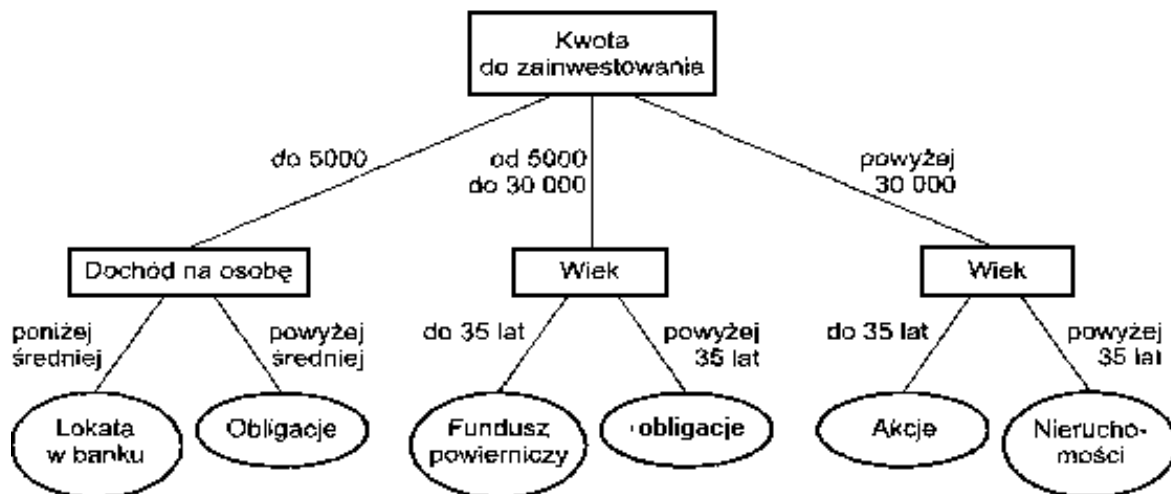 Kwota
do zainwestowania
do 5000
od 5000
do 30 000
powyżej
30 000
Dochód na osobę
Wiek
Wiek
poniżej
średniej
powyżej
średniej
do 35 lat
powyżej
35 lat
do 35 lat
powyżej
35 lat
Lokata
w banku
Obligacje
Fundusz
powierniczy
obligacje
Akcje
Nierucho-
mości